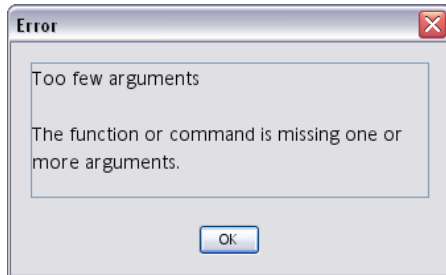 Error
Too few arguments
The function or command is missing one or
more arguments.
OK